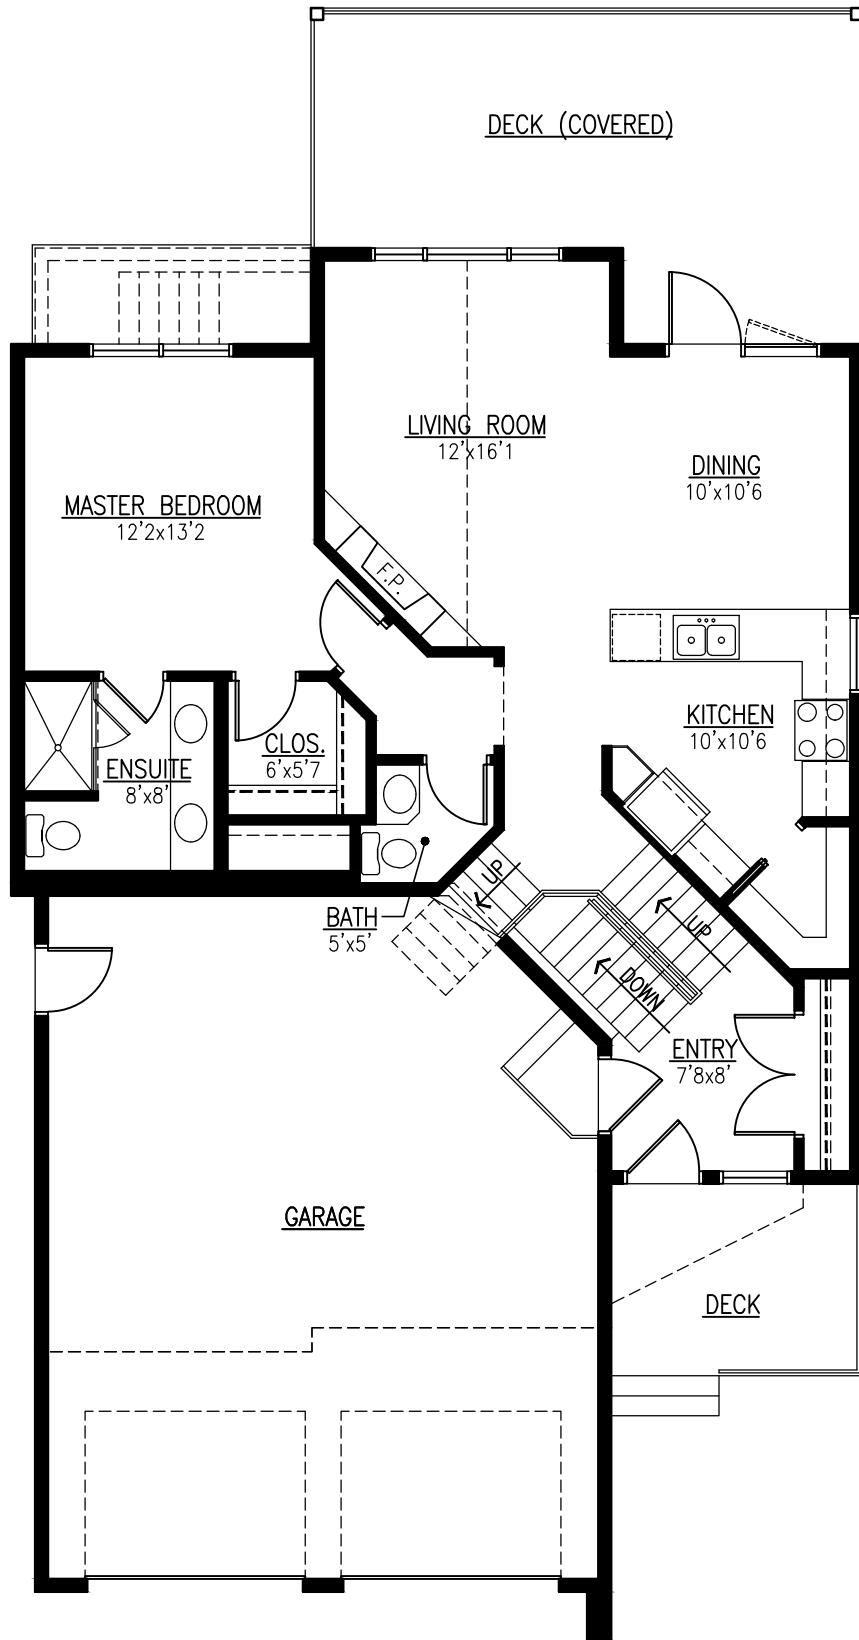 DECK (COVERED)
LIVING ROOM
12'x16'1
DINING
10'x10'6
MASTER BEDROOM
12'2x13'2
F.P.
KITCHEN
10'x10'6
CLOS.
6'x5'7
ENSUITE
8'x8'
UP
BATH
5'x5'
UP
DOWN
ENTRY
7'8x8'
GARAGE
DECK